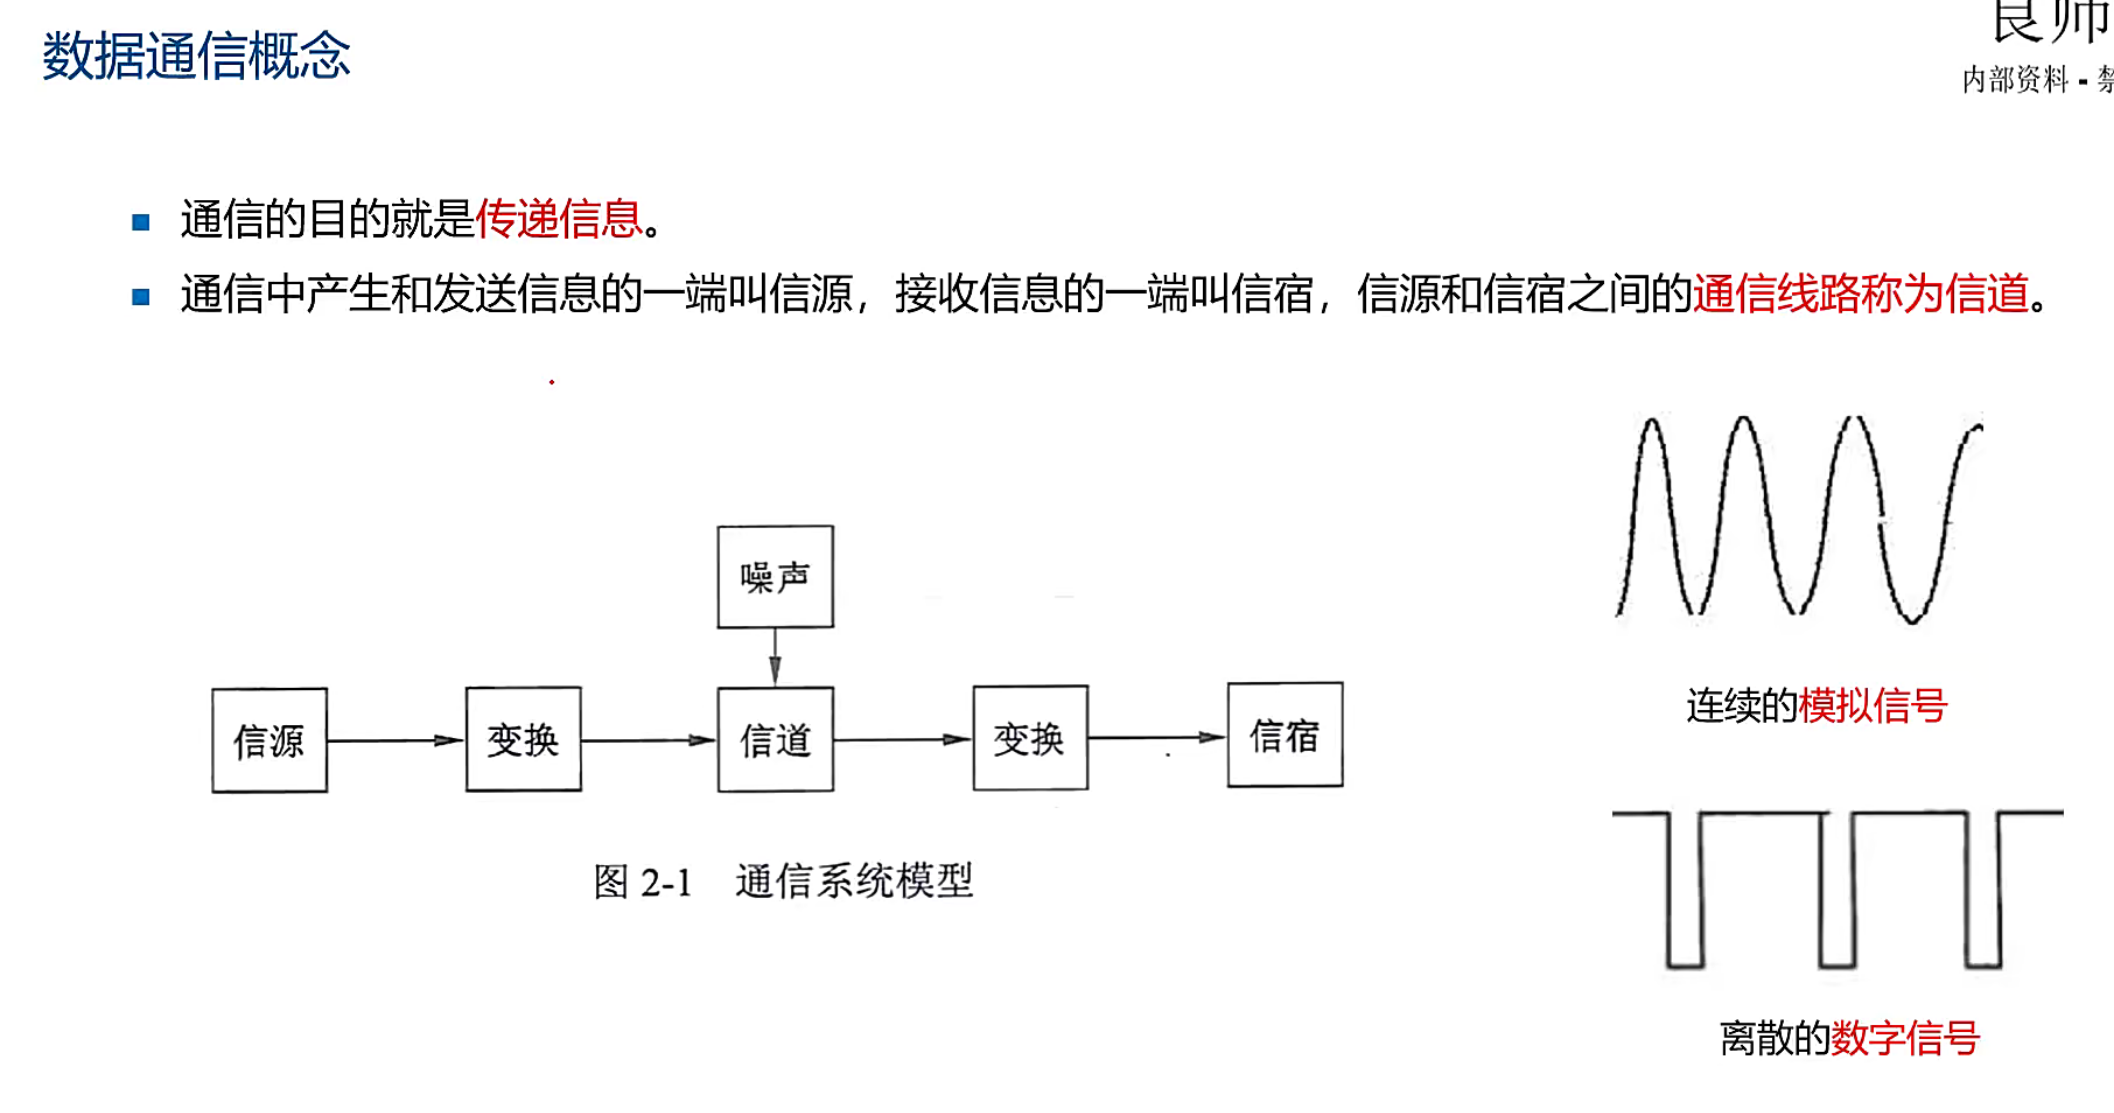 数据通信概念
良师
内部资料 - 禁
■ 通信的目的就是传递信息。
■ 通信中产生和发送信息的一端叫信源，接收信息的一端叫信宿，信源和信宿之间的通信线路称为信道。
噪声
信源
变换
信道
变换
信宿
图 2-1 通信系统模型
连续的模拟信号
离散的数字信号